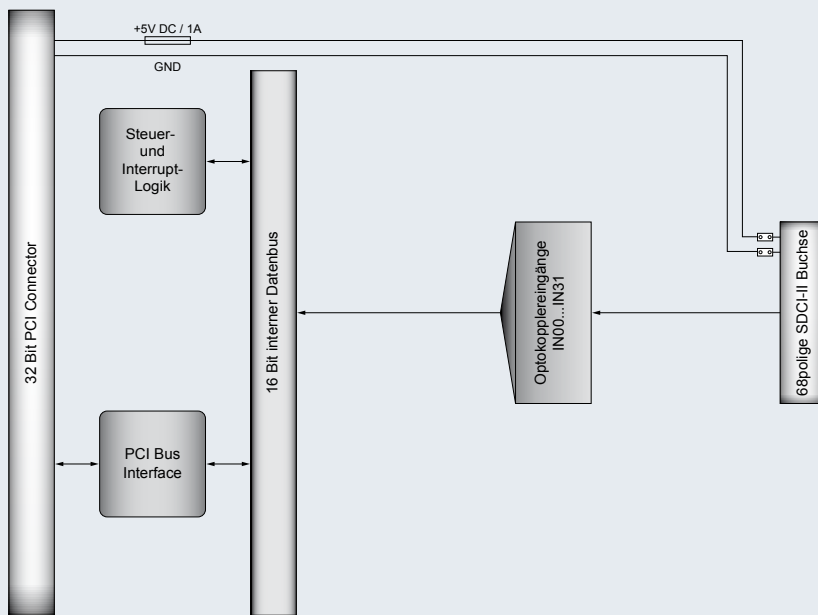 +5V DC / 1A
GND
Steuer-
und
Interrupt-
Logik
32 Bit PCI Connector
16 Bit interner Datenbus
Optokopplereingänge
IN00...IN31
68polige SDCI-II Buchse
PCI Bus
Interface